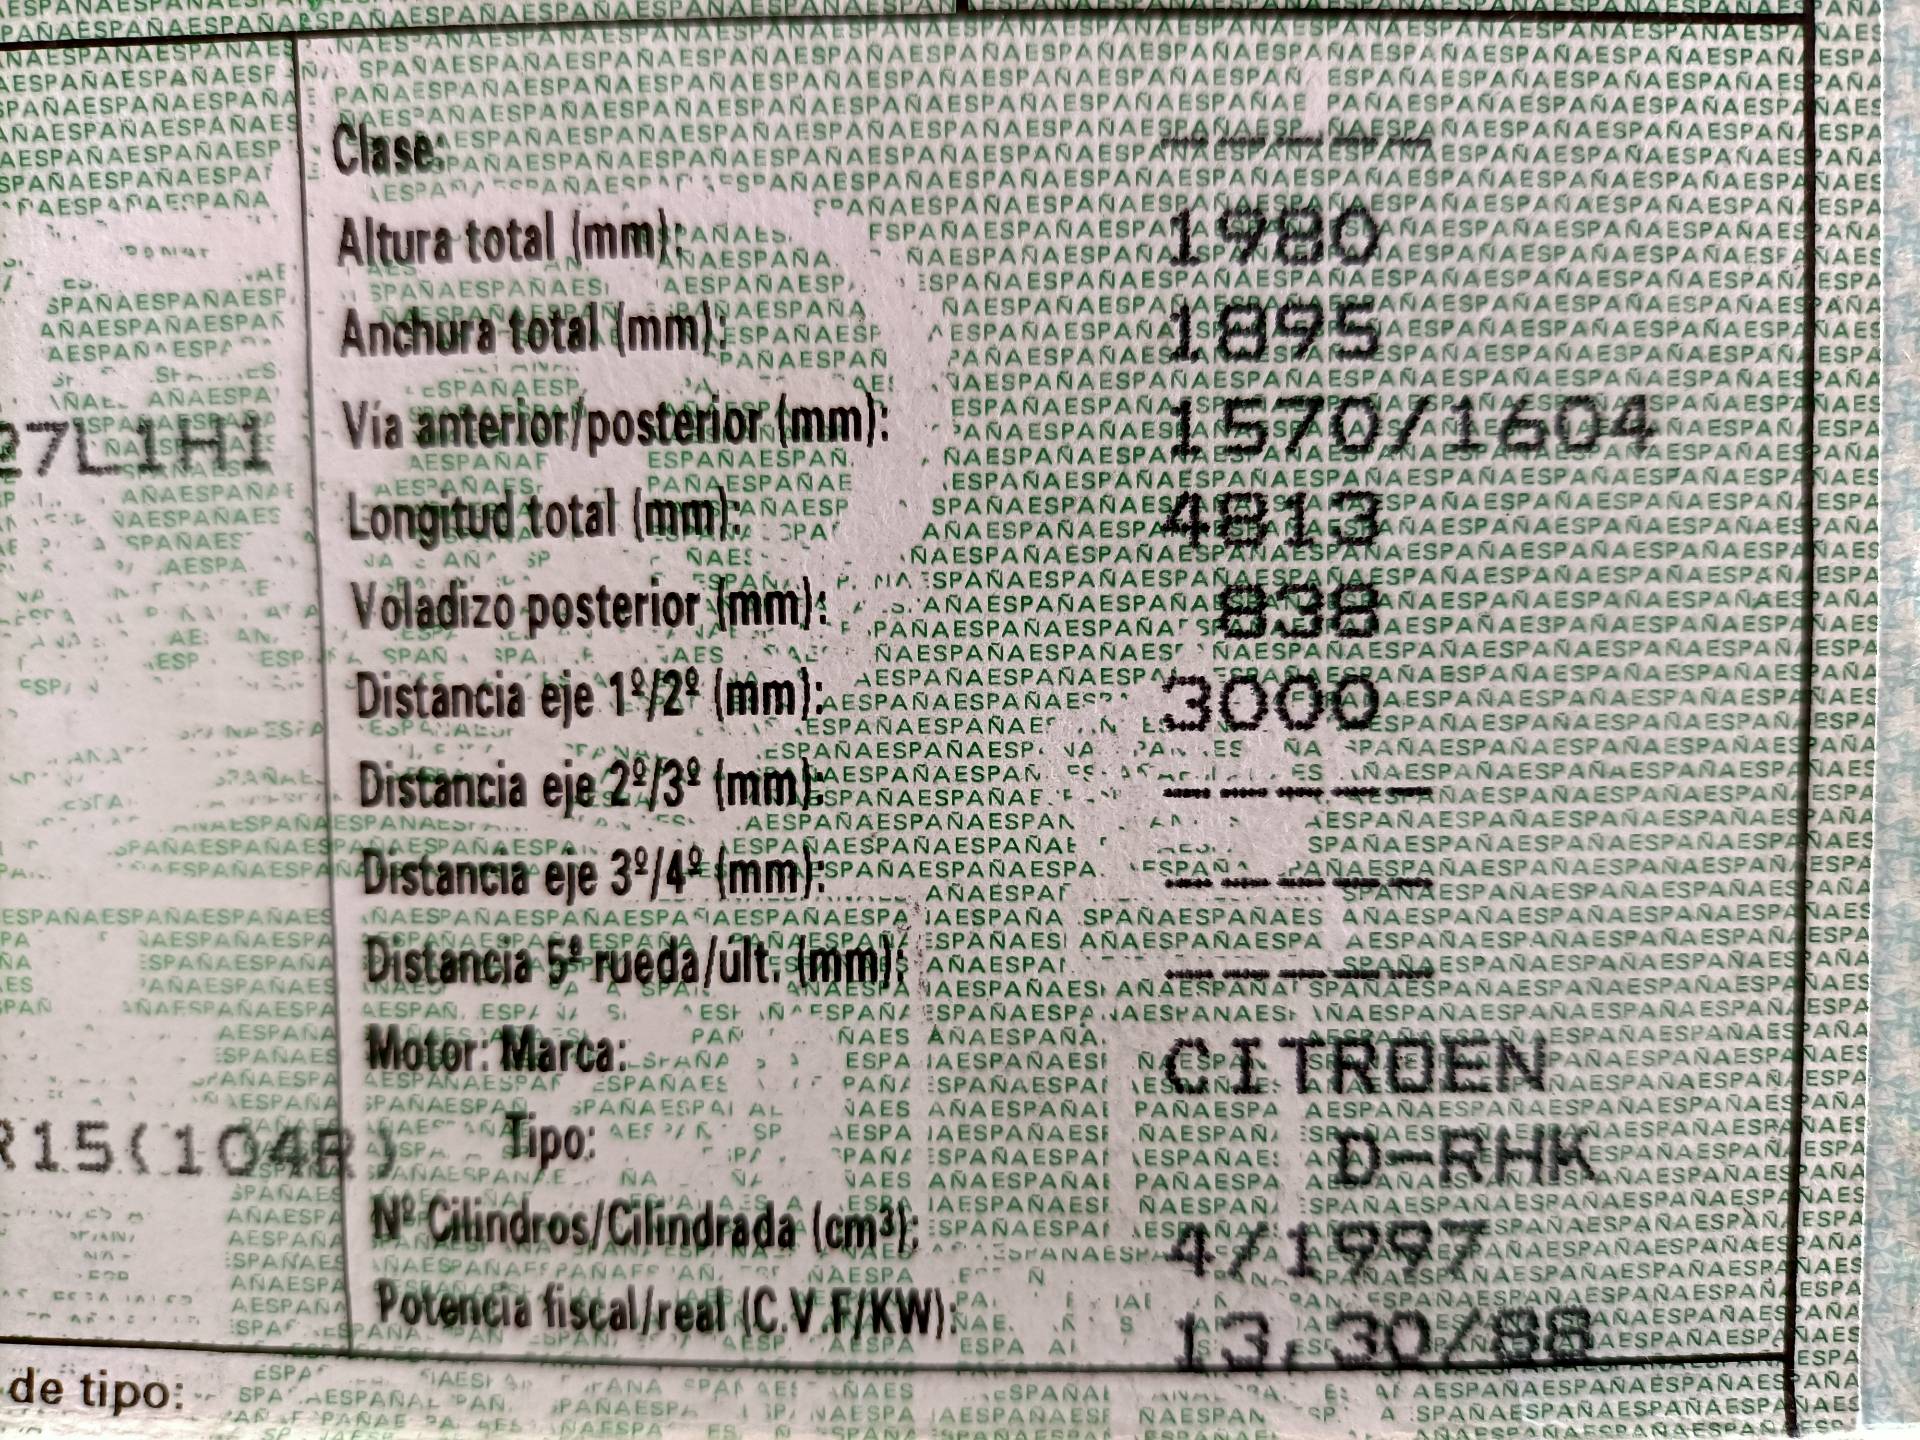 Clase: -----
Altura total (mm): 1980
Anchura total (mm): 1895
Vía anterior/posterior (mm): 1570/1604
27L1H1
Longitud total (mm): 4813
Voladizo posterior (mm): 838
Distancia eje 1º/2º (mm): 3000
Distancia eje 2º/3º (mm): -----
Distancia eje 3º/4º (mm): -----
Distancia 5ª rueda/últ. (mm): -----
Motor: Marca: CITROEN
R15(104R) Tipo: D-RHK
Nº Cilindros/Cilindrada (cm³): 4/1997
Potencia fiscal/real (C.V.F/KW): 13,30/88
de tipo: